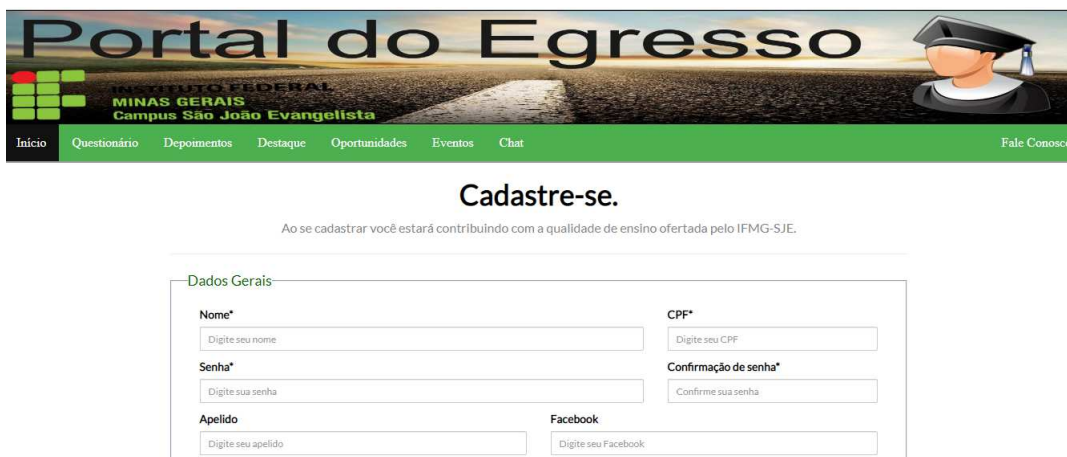 Portal do Egresso
INSTITUTO FEDERAL
MINAS GERAIS
Campus São João Evangelista
Início Questionário Depoimentos Destaque Oportunidades Eventos Chat Fale Conosco
Cadastre-se.
Ao se cadastrar você estará contribuindo com a qualidade de ensino ofertada pelo IFMG-SJE.
Dados Gerais
Nome* CPF*
Digite seu nome Digite seu CPF
Senha* Confirmação de senha*
Digite sua senha Confirme sua senha
Apelido Facebook
Digite seu apelido Digite seu Facebook